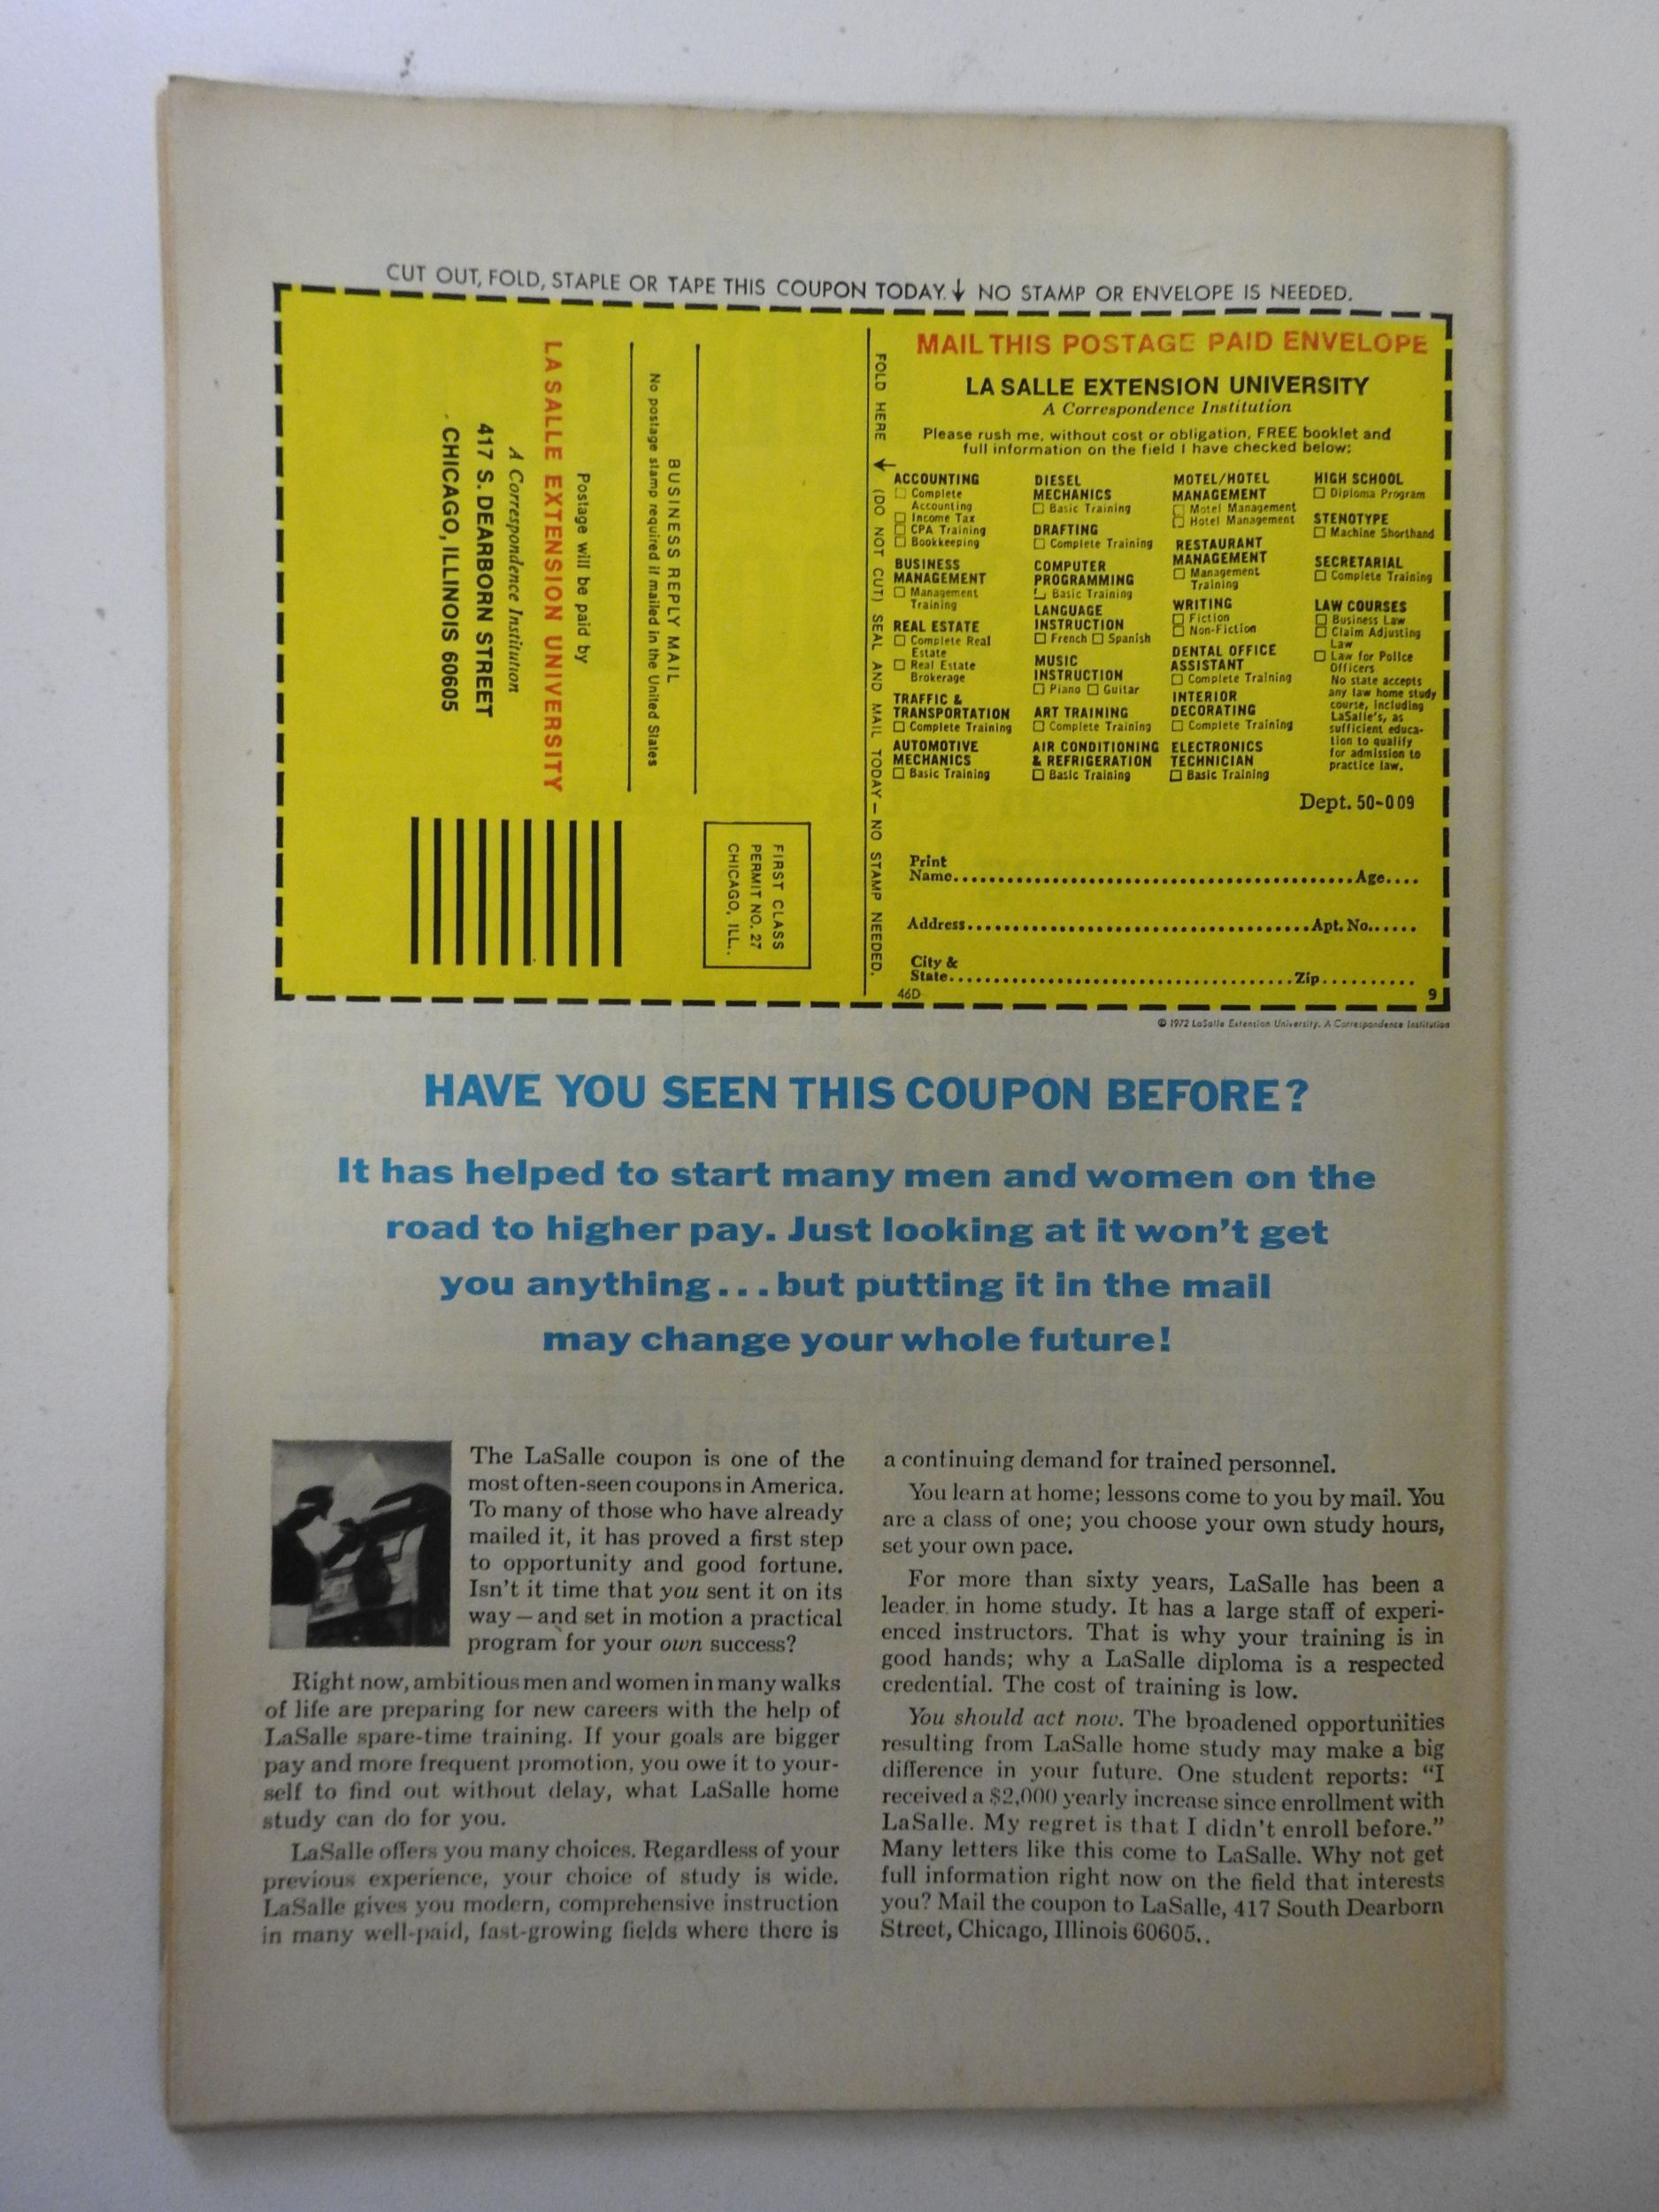 CUT OUT, FOLD, STAPLE OR TAPE THIS COUPON TODAY. ↓ NO STAMP OR ENVELOPE IS NEEDED.
BUSINESS REPLY MAIL
No postage stamp required if mailed in the United States
Postage will be paid by
LA SALLE EXTENSION UNIVERSITY
A Correspondence Institution
417 S. DEARBORN STREET
CHICAGO, ILLINOIS 60605
FIRST CLASS
PERMIT NO. 27
CHICAGO, ILL..
FOLD HERE → (DO NOT CUT) SEAL AND MAIL TODAY — NO STAMP NEEDED.
MAIL THIS POSTAGE PAID ENVELOPE
LA SALLE EXTENSION UNIVERSITY
A Correspondence Institution
Please rush me, without cost or obligation, FREE booklet and
full information on the field I have checked below:
ACCOUNTING
☐ Complete
Accounting
☐ Income Tax
☐ CPA Training
☐ Bookkeeping
BUSINESS
MANAGEMENT
☐ Management
Training
REAL ESTATE
☐ Complete Real
Estate
☐ Real Estate
Brokerage
TRAFFIC &
TRANSPORTATION
☐ Complete Training
AUTOMOTIVE
MECHANICS
☐ Basic Training
DIESEL
MECHANICS
☐ Basic Training
DRAFTING
☐ Complete Training
COMPUTER
PROGRAMMING
☐ Basic Training
LANGUAGE
INSTRUCTION
☐ French ☐ Spanish
MUSIC
INSTRUCTION
☐ Piano ☐ Guitar
ART TRAINING
☐ Complete Training
AIR CONDITIONING
& REFRIGERATION
☐ Basic Training
MOTEL/HOTEL
MANAGEMENT
☐ Motel Management
☐ Hotel Management
RESTAURANT
MANAGEMENT
☐ Management
Training
WRITING
☐ Fiction
☐ Non-Fiction
DENTAL OFFICE
ASSISTANT
☐ Complete Training
INTERIOR
DECORATING
☐ Complete Training
ELECTRONICS
TECHNICIAN
☐ Basic Training
HIGH SCHOOL
☐ Diploma Program
STENOTYPE
☐ Machine Shorthand
SECRETARIAL
☐ Complete Training
LAW COURSES
☐ Business Law
☐ Claim Adjusting
Law
☐ Law for Police
Officers
No state accepts
any law home study
course, including
LaSalle's, as
sufficient educa-
tion to qualify
for admission to
practice law.
Dept. 50-009
Print
Name.............................................Age....
Address......................................Apt. No......
City &
State......................................Zip..........
46D 9
© 1972 LaSalle Extension University. A Correspondence Institution
HAVE YOU SEEN THIS COUPON BEFORE?
It has helped to start many men and women on the
road to higher pay. Just looking at it won't get
you anything...but putting it in the mail
may change your whole future!
The LaSalle coupon is one of the
most often-seen coupons in America.
To many of those who have already
mailed it, it has proved a first step
to opportunity and good fortune.
Isn't it time that you sent it on its
way—and set in motion a practical
program for your own success?
Right now, ambitious men and women in many walks
of life are preparing for new careers with the help of
LaSalle spare-time training. If your goals are bigger
pay and more frequent promotion, you owe it to your-
self to find out without delay, what LaSalle home
study can do for you.
LaSalle offers you many choices. Regardless of your
previous experience, your choice of study is wide.
LaSalle gives you modern, comprehensive instruction
in many well-paid, fast-growing fields where there is
a continuing demand for trained personnel.
You learn at home; lessons come to you by mail. You
are a class of one; you choose your own study hours,
set your own pace.
For more than sixty years, LaSalle has been a
leader in home study. It has a large staff of experi-
enced instructors. That is why your training is in
good hands; why a LaSalle diploma is a respected
credential. The cost of training is low.
You should act now. The broadened opportunities
resulting from LaSalle home study may make a big
difference in your future. One student reports: "I
received a $2,000 yearly increase since enrollment with
LaSalle. My regret is that I didn't enroll before."
Many letters like this come to LaSalle. Why not get
full information right now on the field that interests
you? Mail the coupon to LaSalle, 417 South Dearborn
Street, Chicago, Illinois 60605..